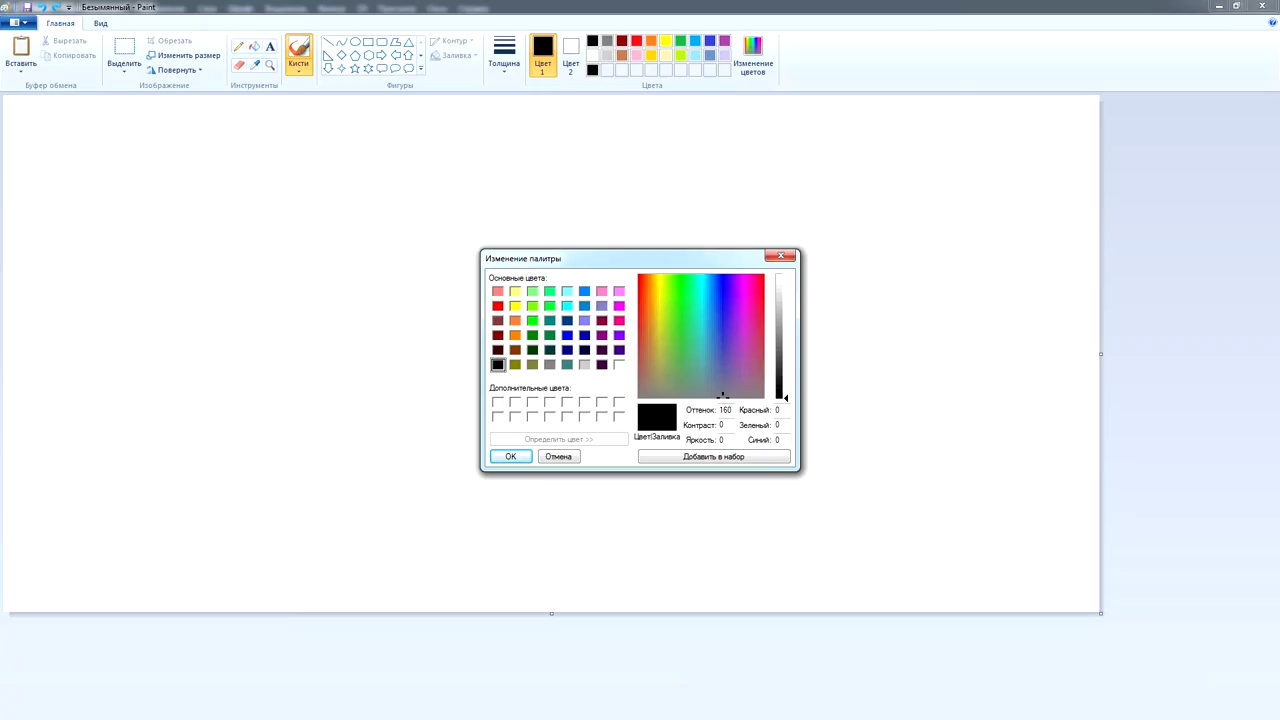 Безымянный - Paint
Главная Вид
Вставить
Вырезать
Копировать
Буфер обмена
Выделить
Обрезать
Изменить размер
Повернуть
Изображение
A
Инструменты
Кисти
Фигуры
Контур
Заливка
Толщина
Цвет 1
Цвет 2
Изменение цветов
Цвета
Изменение палитры
Основные цвета:
Дополнительные цвета:
Определить цвет >>
OK Отмена
Цвет|Заливка
Оттенок: 160 Красный: 0
Контраст: 0 Зеленый: 0
Яркость: 0 Синий: 0
Добавить в набор